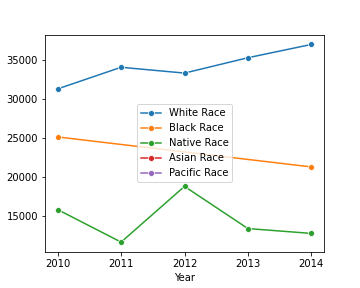 35000
30000
25000
20000
15000
White Race
Black Race
Native Race
Asian Race
Pacific Race
2010 2011 2012 2013 2014
Year